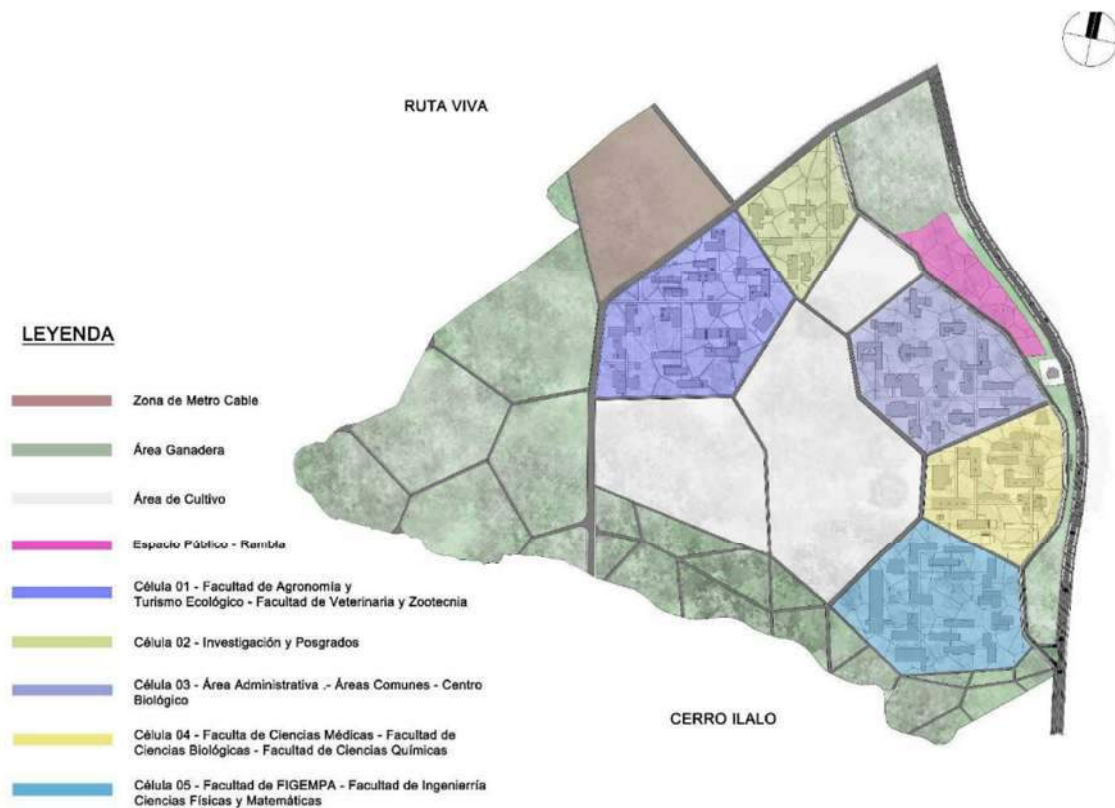 RUTA VIVA
LEYENDA
Zona de Metro Cable
Área Ganadera
Área de Cultivo
Espacio Público - Rambla
Célula 01 - Facultad de Agronomía y
Turismo Ecológico - Facultad de Veterinaria y Zootecnia
Célula 02 - Investigación y Posgrados
Célula 03 - Área Administrativa .- Áreas Comunes - Centro
Biológico
Célula 04 - Faculta de Ciencias Médicas - Facultad de
Ciencias Biológicas - Facultad de Ciencias Químicas
Célula 05 - Facultad de FIGEMPA - Facultad de Ingenierría
Ciencias Físicas y Matemáticas
CERRO ILALO